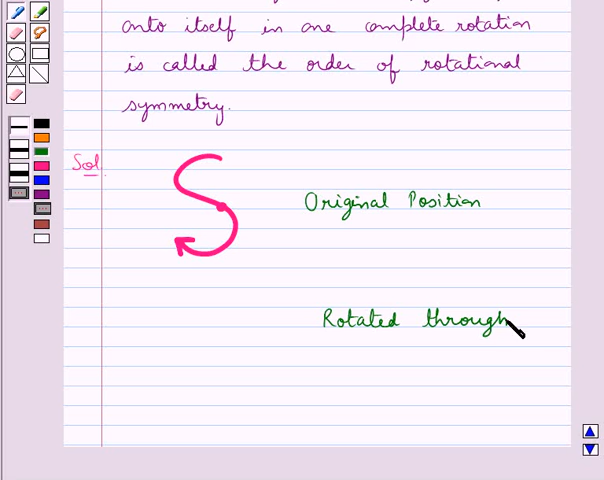 onto itself in one complete rotation
is called the order of rotational
symmetry.
Sol.
Original Position
Rotated through